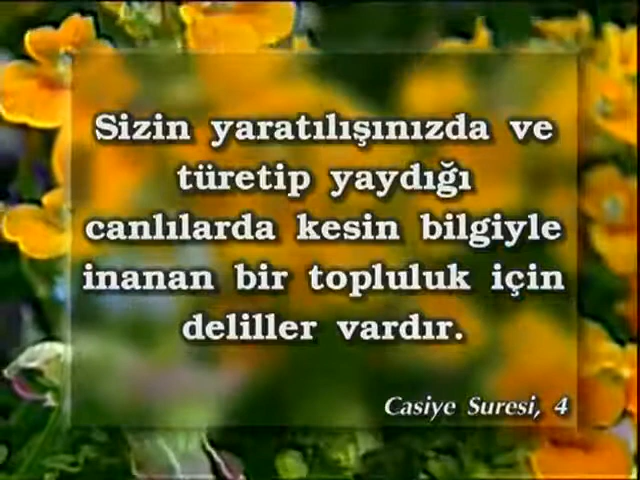 Sizin yaratılışınızda ve
türetip yaydığı
canlılarda kesin bilgiyle
inanan bir topluluk için
deliller vardır.
Casiye Suresi, 4